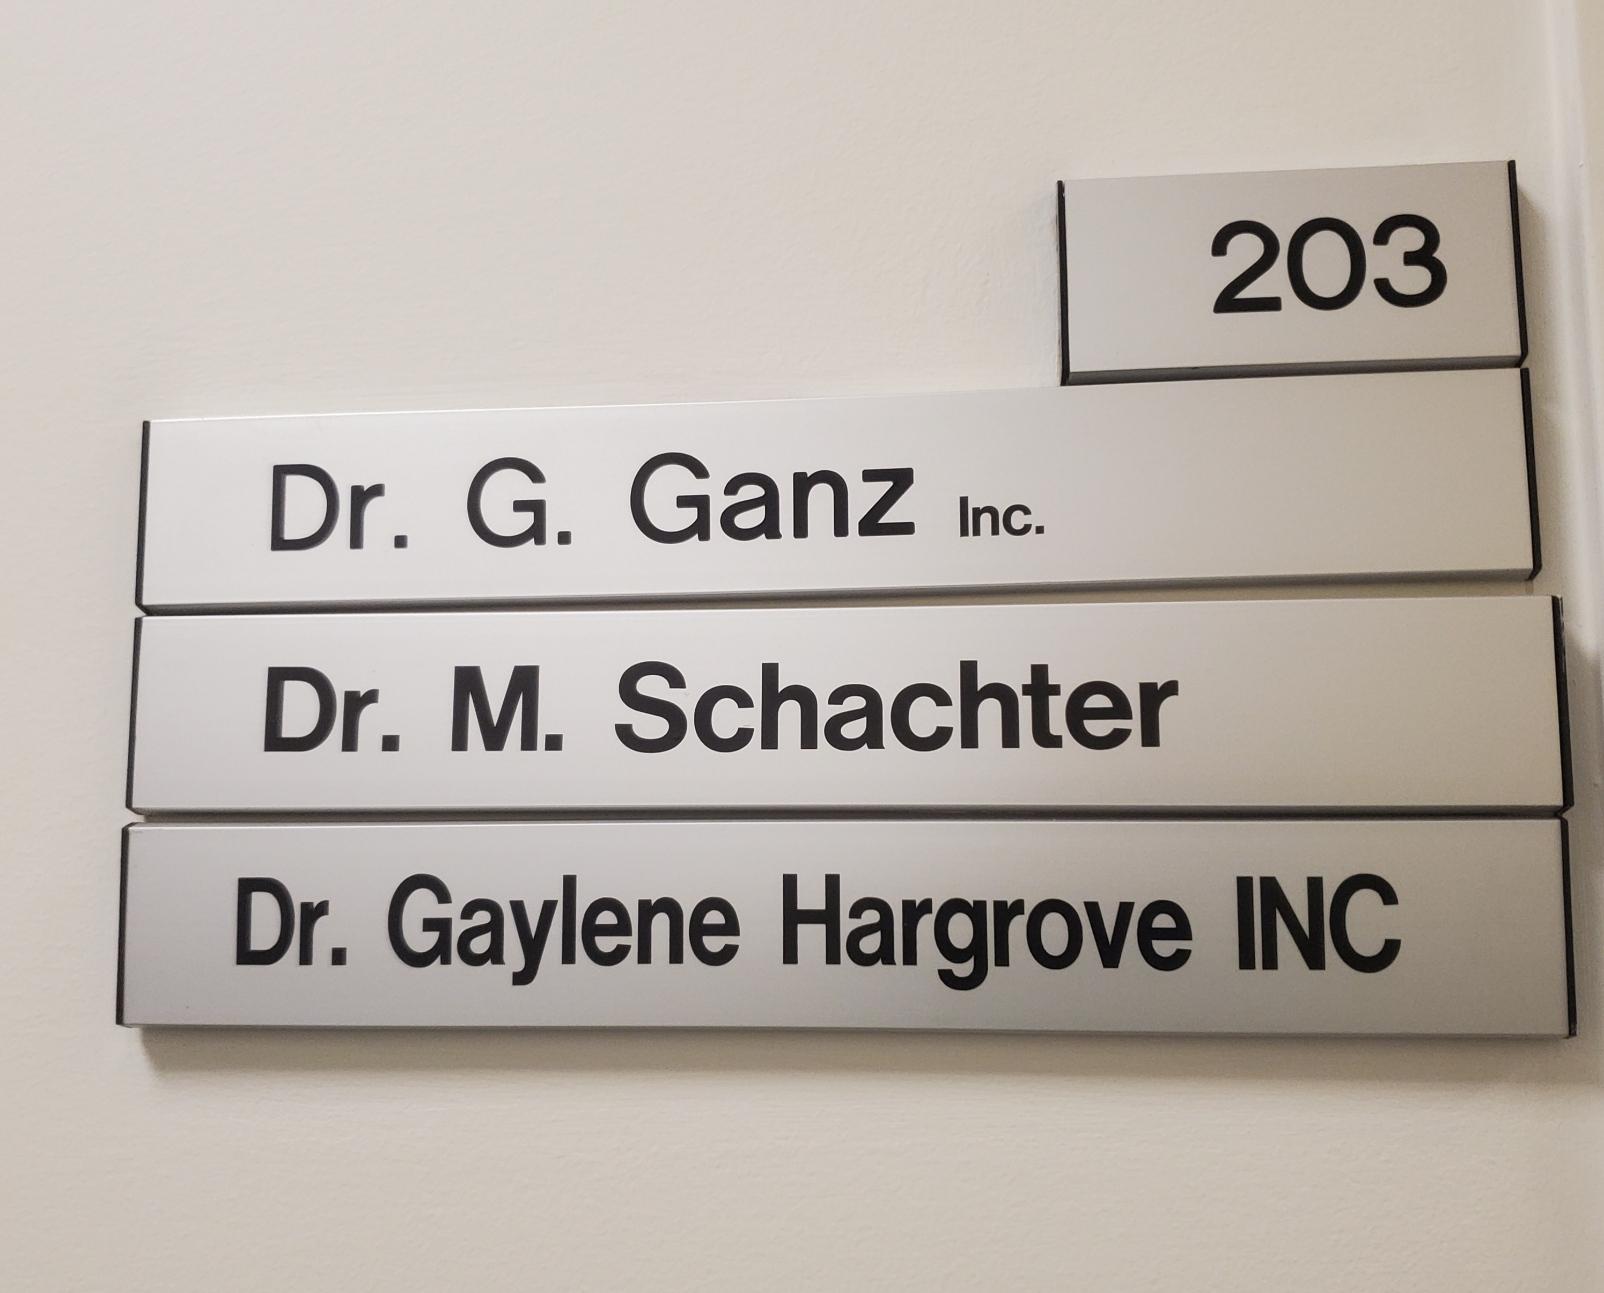 203
Dr. G. Ganz Inc.
Dr. M. Schachter
Dr. Gaylene Hargrove INC